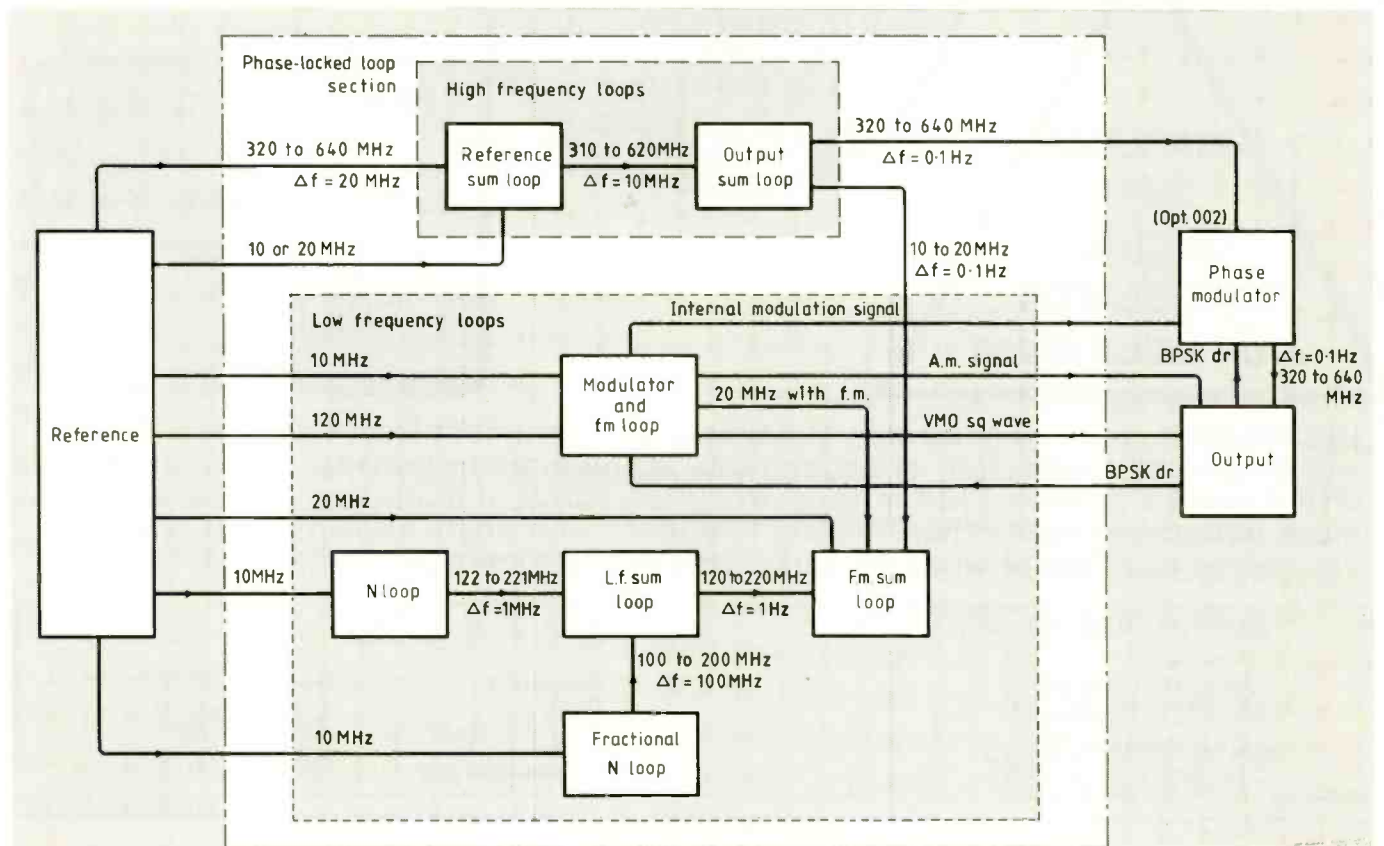 Phase-locked loop
section
High frequency loops
320 to 640 MHz
Δf = 20 MHz
Reference
sum loop
310 to 620MHz
Δf = 10MHz
Output
sum loop
320 to 640 MHz
Δf = 0·1Hz
10 or 20 MHz
(Opt. 002)
Phase
modulator
10 to 20MHz
Δf = 0·1Hz
Low frequency loops
Internal modulation signal
10 MHz
Modulator
and
fm loop
A.m. signal
BPSK dr
Δf=0·1Hz
320 to 640
MHz
20 MHz with f.m.
Reference
120 MHz
VMO sq wave
Output
BPSK dr
20 MHz
10MHz
N loop
122 to 221MHz
Δf =1MHz
L.f. sum
loop
120 to 220MHz
Δf = 1Hz
Fm sum
loop
100 to 200 MHz
Δf = 100MHz
10 MHz
Fractional
N loop